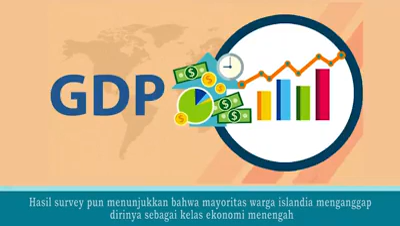 GDP
Hasil survey pun menunjukkan bahwa mayoritas warga islandia menganggap
dirinya sebagai kelas ekonomi menengah